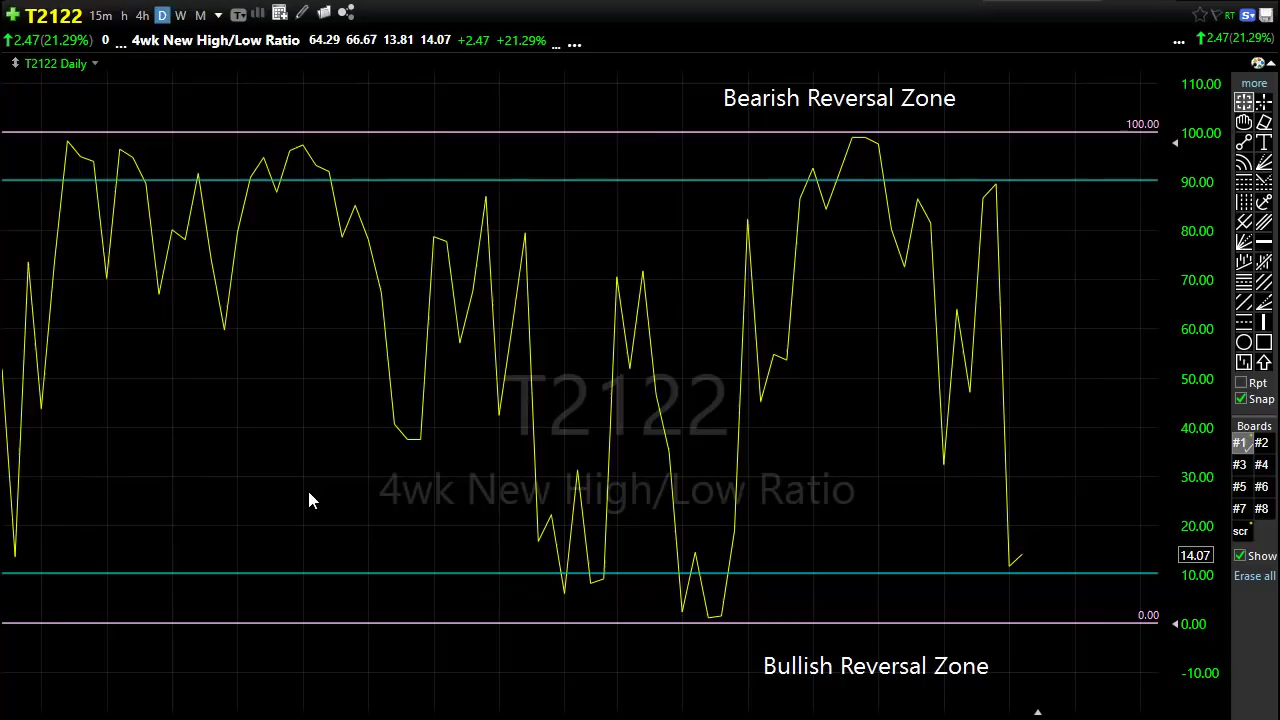 T2122 15m h 4h D W M T RT S
2.47(21.29%) 0 ... 4wk New High/Low Ratio 64.29 66.67 13.81 14.07 +2.47 +21.29% ... ... ... 2.47(21.29%)
T2122 Daily
more
Bearish Reversal Zone
110.00
100.00
100.00
90.00
80.00
70.00
60.00
50.00
40.00
30.00
20.00
14.07
10.00
0.00
0.00
-10.00
T2122
4wk New High/Low Ratio
Bullish Reversal Zone
T
Rpt
Snap
Boards
#1 #2
#3 #4
#5 #6
#7 #8
scr
Show
Erase all